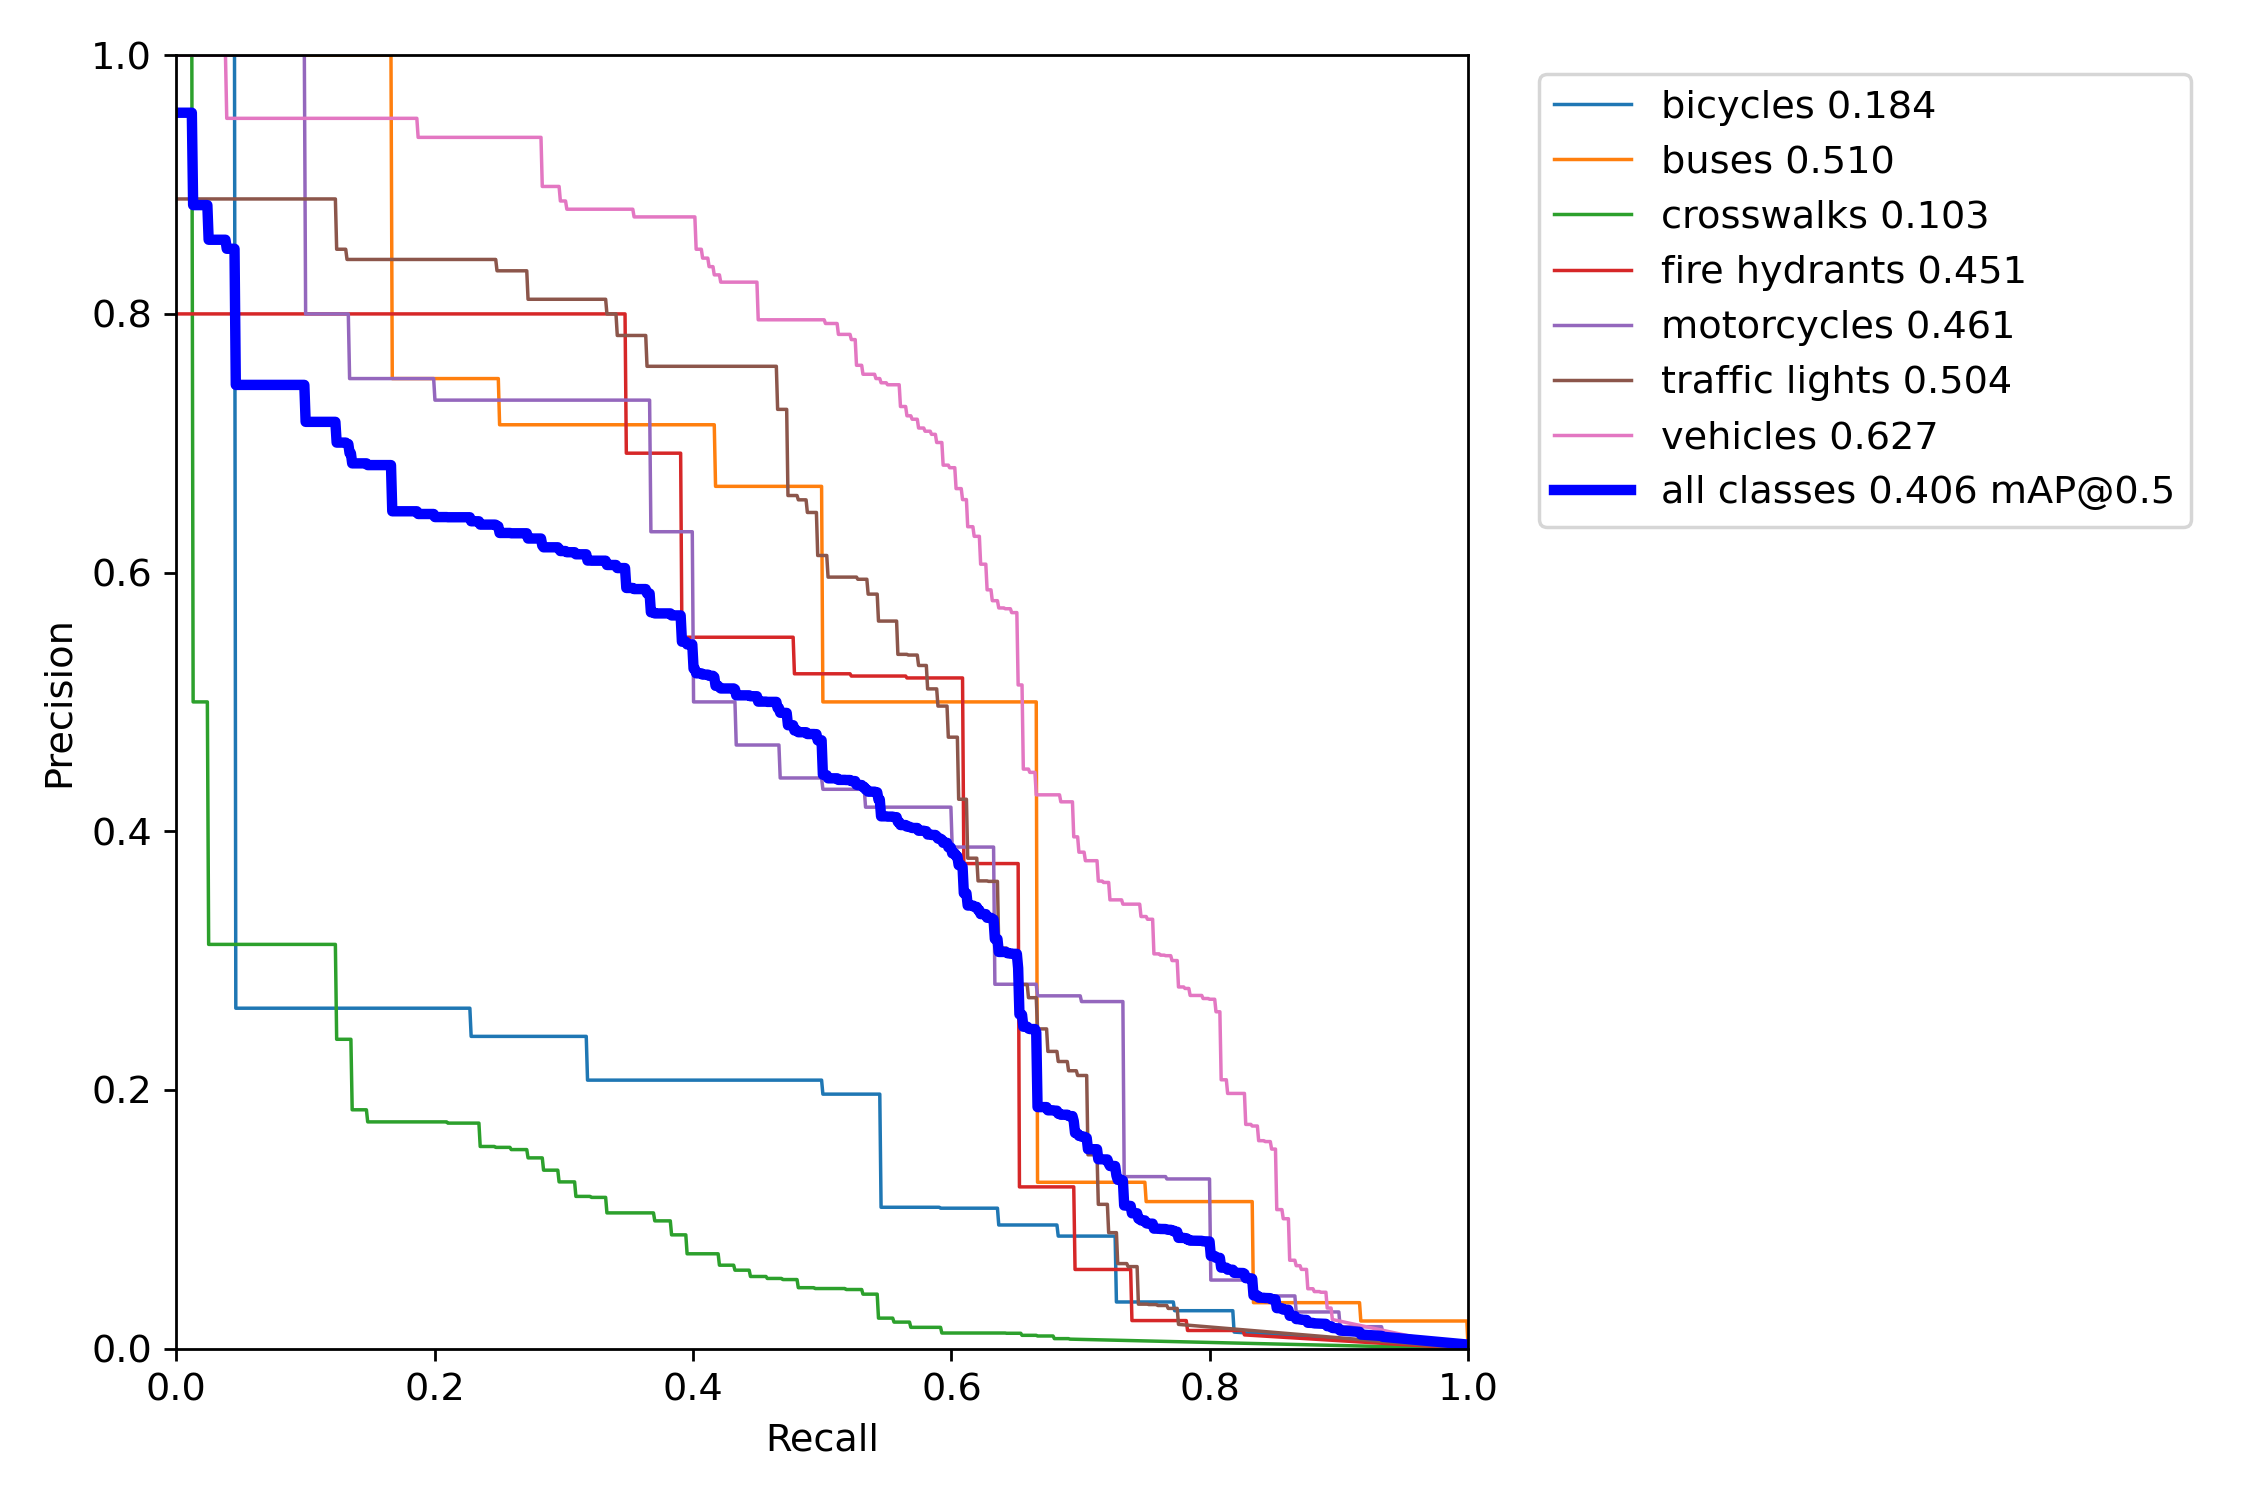 1.0
0.8
0.6
0.4
0.2
0.0
0.0 0.2 0.4 0.6 0.8 1.0
Precision
Recall
bicycles 0.184
buses 0.510
crosswalks 0.103
fire hydrants 0.451
motorcycles 0.461
traffic lights 0.504
vehicles 0.627
all classes 0.406 mAP@0.5